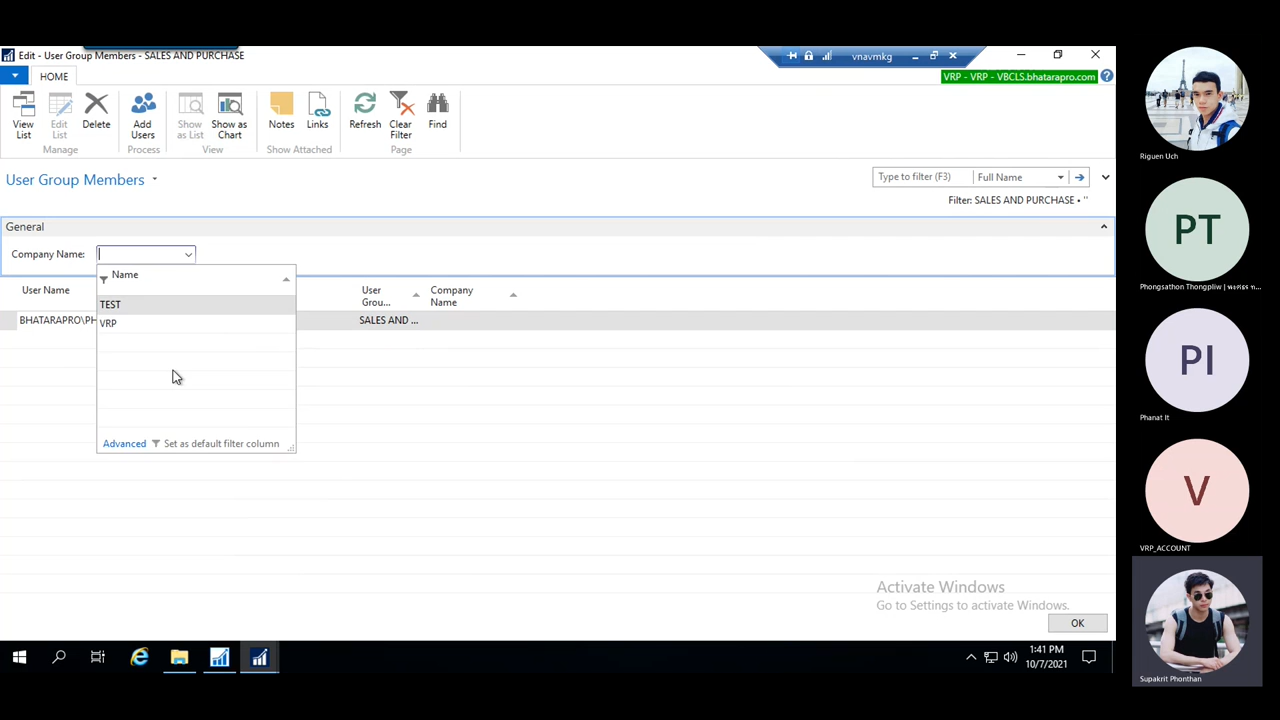 Edit - User Group Members - SALES AND PURCHASE
vnavmkg
HOME
VRP - VRP - VBCLS.bhatarapro.com
View List
Edit List
Delete
Add Users
Show as List
Show as Chart
Notes
Links
Refresh
Clear Filter
Find
Manage
Process
View
Show Attached
Page
User Group Members
Type to filter (F3)
Full Name
Filter: SALES AND PURCHASE • ''
General
Company Name:
Name
TEST
VRP
Advanced
Set as default filter column
User Name
User Grou...
Company Name
BHATARAPRO\PH
SALES AND ...
Activate Windows
Go to Settings to activate Windows.
OK
1:41 PM
10/7/2021
Riguen Uch
PT
Phongsathon Thongpliw |
PI
Phanat It
V
VRP_ACCOUNT
Supakrit Phonthan